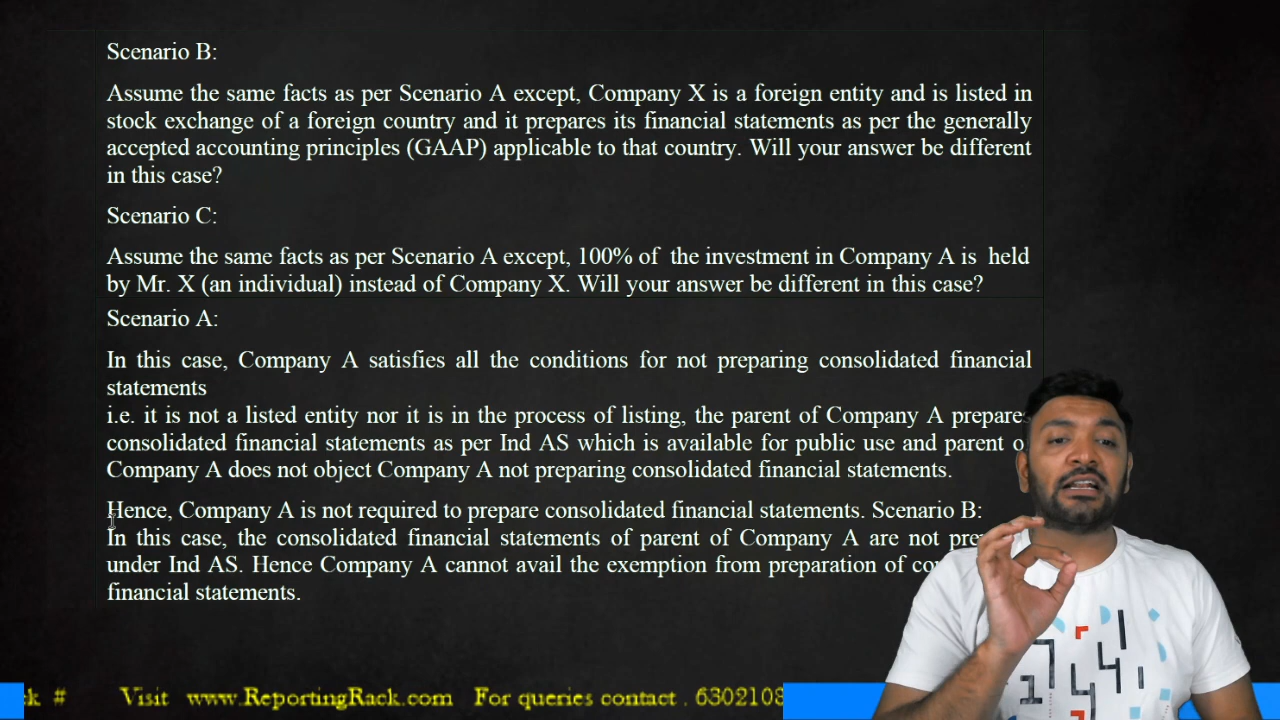 Scenario B:
Assume the same facts as per Scenario A except, Company X is a foreign entity and is listed in
stock exchange of a foreign country and it prepares its financial statements as per the generally
accepted accounting principles (GAAP) applicable to that country. Will your answer be different
in this case?
Scenario C:
Assume the same facts as per Scenario A except, 100% of the investment in Company A is held
by Mr. X (an individual) instead of Company X. Will your answer be different in this case?
Scenario A:
In this case, Company A satisfies all the conditions for not preparing consolidated financial
statements
i.e. it is not a listed entity nor it is in the process of listing, the parent of Company A prepares
consolidated financial statements as per Ind AS which is available for public use and parent
Company A does not object Company A not preparing consolidated financial statements.
Hence, Company A is not required to prepare consolidated financial statements. Scenario B:
In this case, the consolidated financial statements of parent of Company A are not
under Ind AS. Hence Company A cannot avail the exemption from preparation of
financial statements.
# Visit www.ReportingRack.com For queries contact .